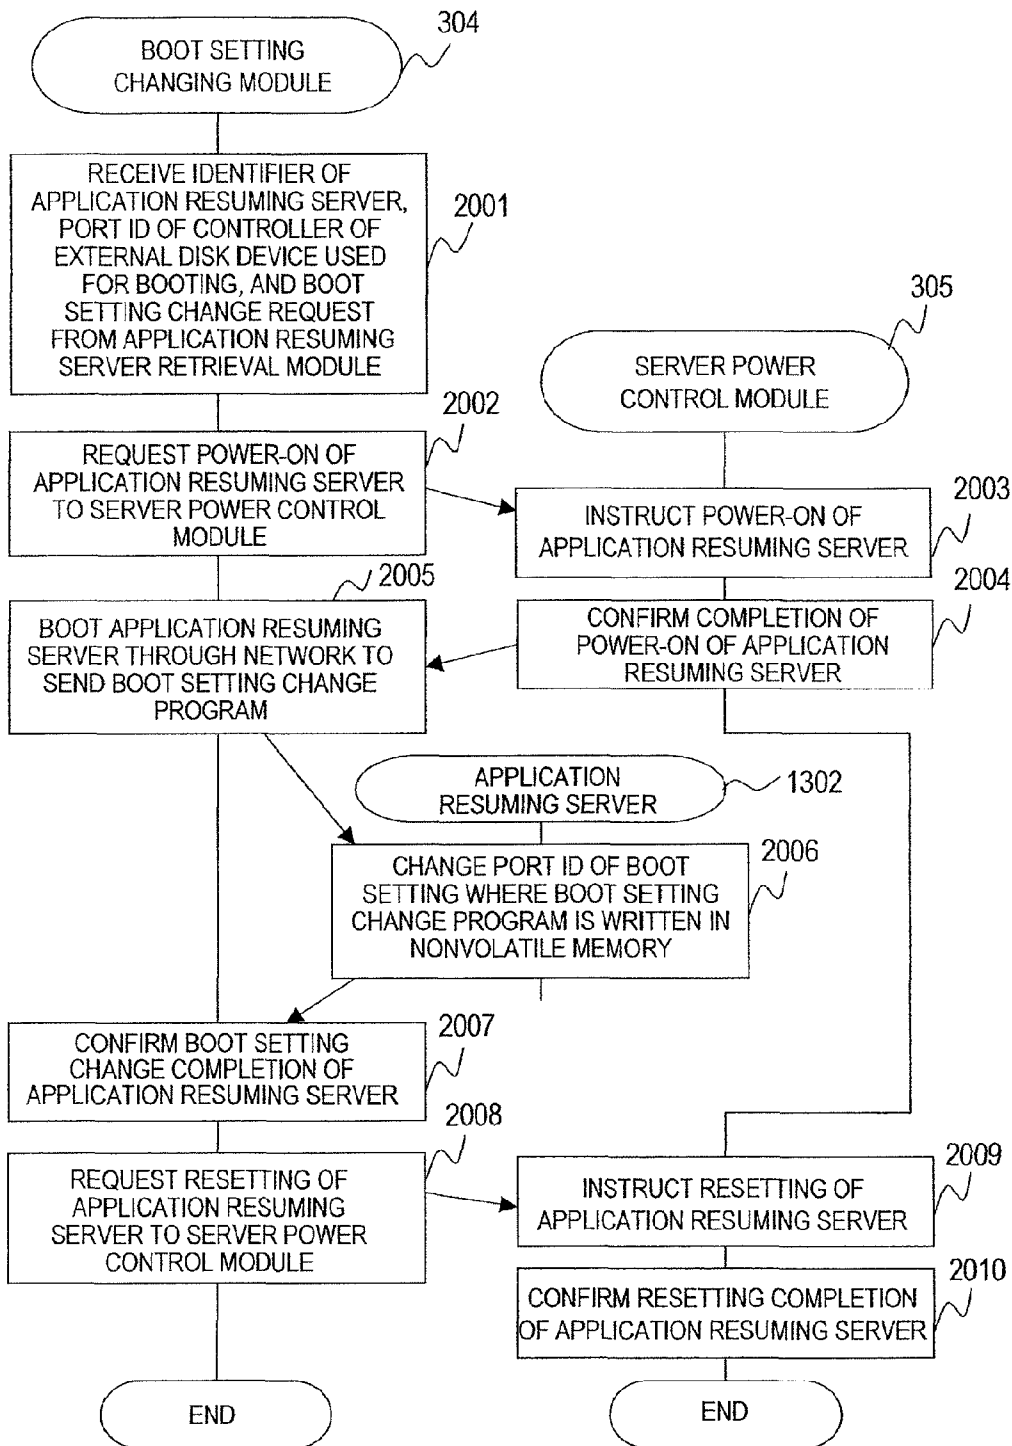 304
BOOT SETTING
CHANGING MODULE
RECEIVE IDENTIFIER OF
APPLICATION RESUMING SERVER,
PORT ID OF CONTROLLER OF
EXTERNAL DISK DEVICE USED
FOR BOOTING, AND BOOT
SETTING CHANGE REQUEST
FROM APPLICATION RESUMING
SERVER RETRIEVAL MODULE
2001
305
SERVER POWER
CONTROL MODULE
2002
REQUEST POWER-ON OF
APPLICATION RESUMING SERVER
TO SERVER POWER CONTROL
MODULE
2003
INSTRUCT POWER-ON OF
APPLICATION RESUMING SERVER
2004
CONFIRM COMPLETION OF
POWER-ON OF APPLICATION
RESUMING SERVER
2005
BOOT APPLICATION RESUMING
SERVER THROUGH NETWORK TO
SEND BOOT SETTING CHANGE
PROGRAM
APPLICATION
RESUMING SERVER
1302
CHANGE PORT ID OF BOOT
SETTING WHERE BOOT SETTING
CHANGE PROGRAM IS WRITTEN IN
NONVOLATILE MEMORY
2006
CONFIRM BOOT SETTING
CHANGE COMPLETION OF
APPLICATION RESUMING SERVER
2007
2008
REQUEST RESETTING OF
APPLICATION RESUMING
SERVER TO SERVER POWER
CONTROL MODULE
2009
INSTRUCT RESETTING OF
APPLICATION RESUMING SERVER
2010
CONFIRM RESETTING COMPLETION
OF APPLICATION RESUMING SERVER
END
END